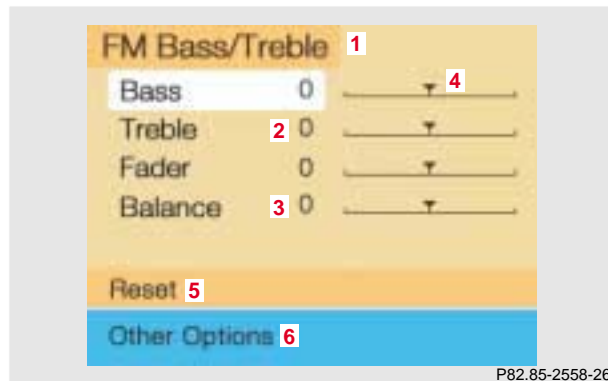 FM Bass/Treble 1
Bass 0 4
Treble 2 0
Fader 0
Balance 3 0
Reset 5
Other Options 6
P82.85-2558-26